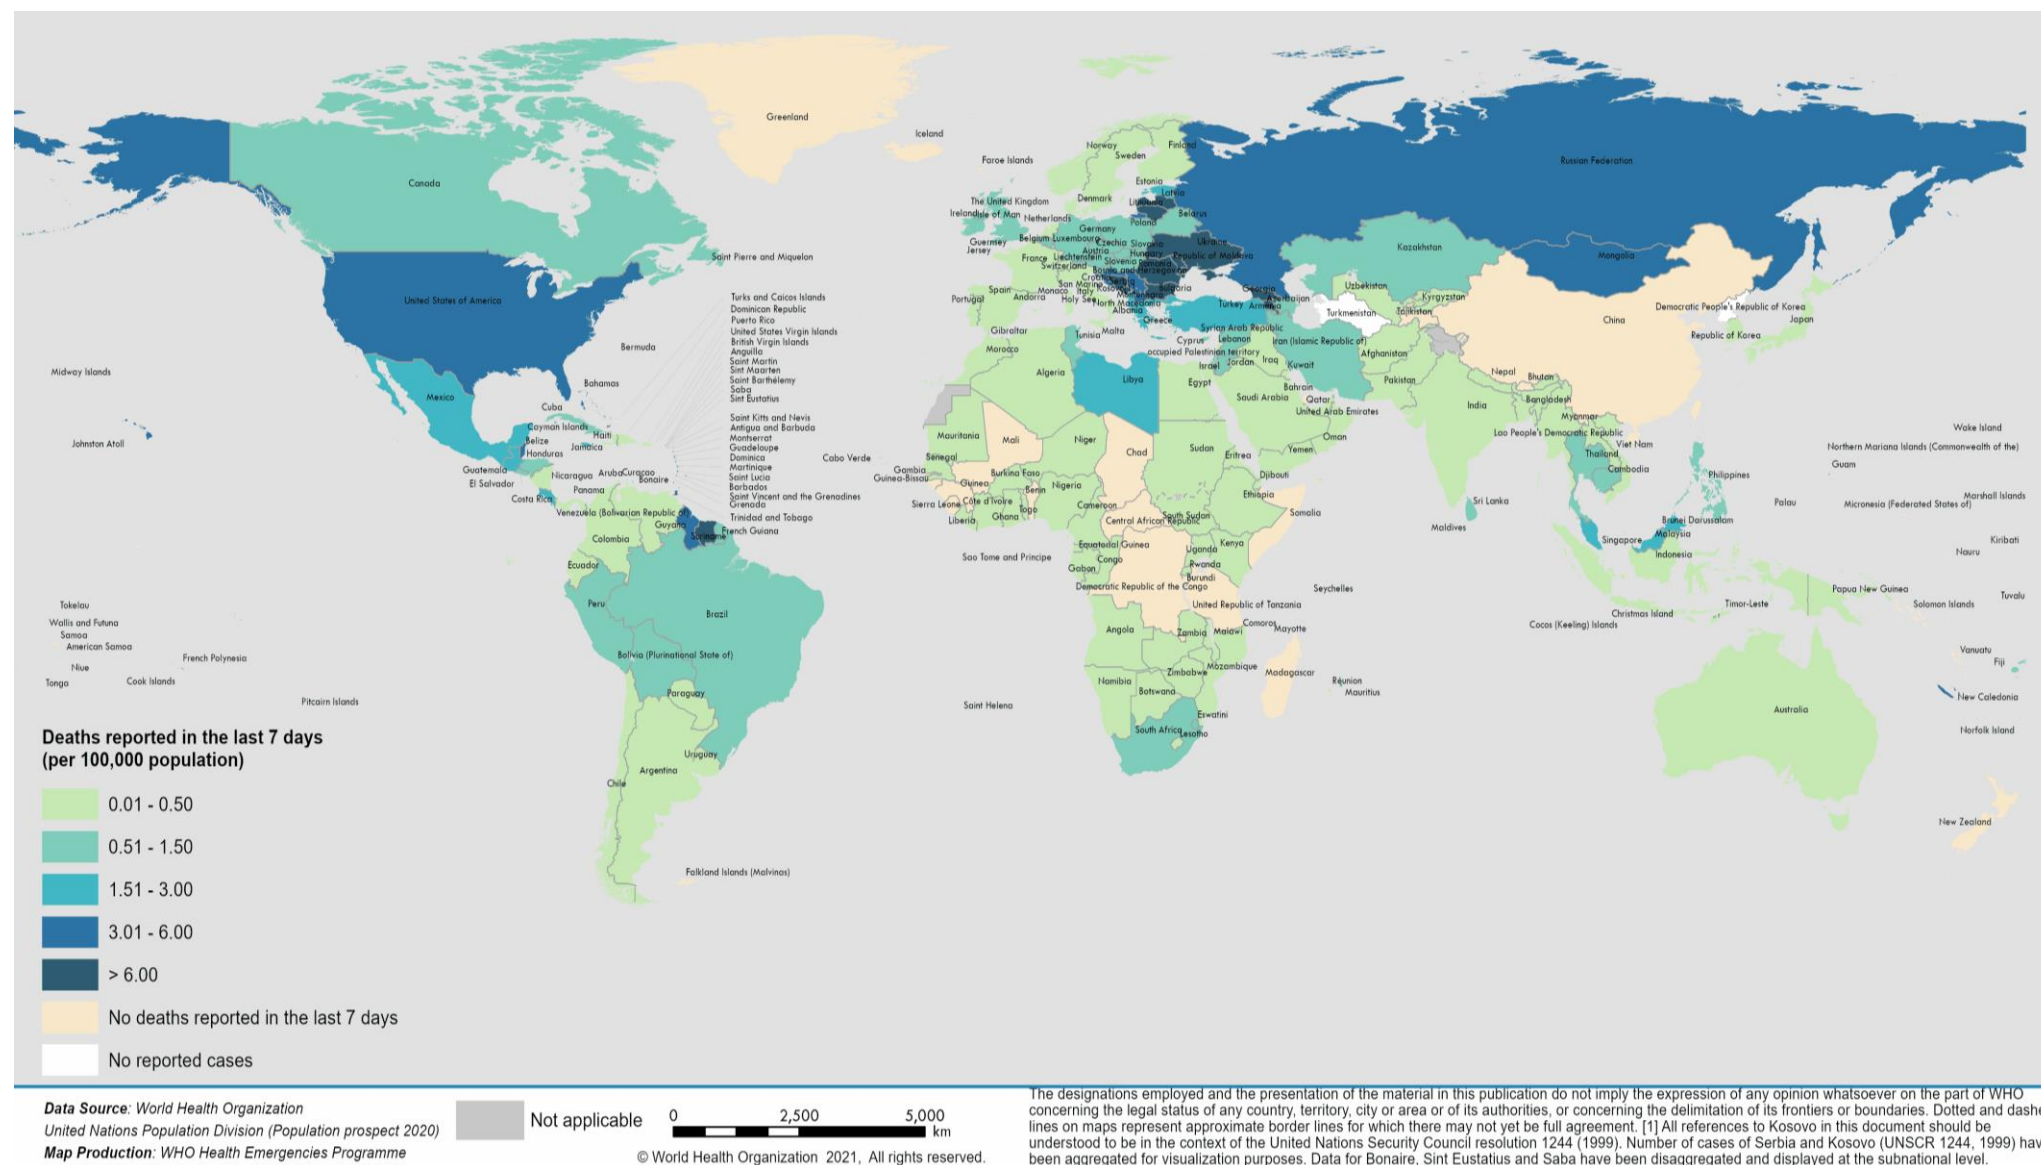 Greenland
Iceland
Faroe Islands
Norway
Sweden
Finland
Russian Federation
Canada
Estonia
Latvia
Lithuania
Denmark
The United Kingdom
Ireland
Isle of Man
Netherlands
Belarus
Poland
Germany
Guernsey
Jersey
Belgium
Luxembourg
Czechia
Slovakia
Ukraine
Austria
Hungary
Republic of Moldova
France
Liechtenstein
Switzerland
Slovenia
Romania
Bosnia and Herzegovina
Kazakhstan
Mongolia
Saint Pierre and Miquelon
San Marino
Serbia
Kosovo
Spain
Monaco
Italy
Bulgaria
Georgia
Azerbaijan
Uzbekistan
Kyrgyzstan
Portugal
Andorra
Holy See
North Macedonia
Albania
Turkey
Armenia
Turkmenistan
Tajikistan
Democratic People's Republic of Korea
China
Japan
Republic of Korea
United States of America
Turks and Caicos Islands
Dominican Republic
Puerto Rico
United States Virgin Islands
British Virgin Islands
Anguilla
Saint Martin
Sint Maarten
Saint Barthélemy
Saba
Sint Eustatius
Saint Kitts and Nevis
Antigua and Barbuda
Montserrat
Guadeloupe
Dominica
Martinique
Saint Lucia
Barbados
Saint Vincent and the Grenadines
Grenada
Trinidad and Tobago
French Guiana
Bermuda
Bahamas
Midway Islands
Johnston Atoll
Mexico
Cuba
Cayman Islands
Haiti
Belize
Jamaica
Honduras
Guatemala
El Salvador
Nicaragua
Aruba
Curaçao
Bonaire
Costa Rica
Panama
Venezuela (Bolivarian Republic of)
Guyana
Suriname
Colombia
Ecuador
Peru
Brazil
Bolivia (Plurinational State of)
Paraguay
Uruguay
Argentina
Chile
Falkland Islands (Malvinas)
Gibraltar
Tunisia
Malta
Greece
Cyprus
Syrian Arab Republic
Lebanon
Iran (Islamic Republic of)
occupied Palestinian territory
Israel
Jordan
Iraq
Kuwait
Afghanistan
Morocco
Algeria
Libya
Egypt
Bahrain
Qatar
Saudi Arabia
United Arab Emirates
Oman
Yemen
Pakistan
Nepal
Bhutan
Bangladesh
India
Myanmar
Lao People's Democratic Republic
Viet Nam
Thailand
Cambodia
Philippines
Sri Lanka
Maldives
Brunei Darussalam
Malaysia
Singapore
Indonesia
Cabo Verde
Mauritania
Mali
Niger
Chad
Sudan
Eritrea
Senegal
Gambia
Guinea-Bissau
Guinea
Burkina Faso
Benin
Nigeria
Djibouti
Ethiopia
Somalia
Sierra Leone
Côte d'Ivoire
Liberia
Ghana
Togo
Cameroon
Central African Republic
South Sudan
Equatorial Guinea
Sao Tome and Principe
Gabon
Congo
Uganda
Kenya
Rwanda
Burundi
Democratic Republic of the Congo
United Republic of Tanzania
Seychelles
Angola
Zambia
Malawi
Comoros
Mayotte
Zimbabwe
Mozambique
Madagascar
Namibia
Botswana
Réunion
Mauritius
Saint Helena
South Africa
Lesotho
Eswatini
Wake Island
Northern Mariana Islands (Commonwealth of the)
Guam
Palau
Micronesia (Federated States of)
Marshall Islands
Kiribati
Nauru
Papua New Guinea
Timor-Leste
Christmas Island
Cocos (Keeling) Islands
Solomon Islands
Tuvalu
Vanuatu
Fiji
New Caledonia
Norfolk Island
Australia
New Zealand
Tokelau
Wallis and Futuna
Samoa
American Samoa
Niue
Tonga
Cook Islands
French Polynesia
Pitcairn Islands
Deaths reported in the last 7 days
(per 100,000 population)
0.01 - 0.50
0.51 - 1.50
1.51 - 3.00
3.01 - 6.00
> 6.00
No deaths reported in the last 7 days
No reported cases
Data Source: World Health Organization
United Nations Population Division (Population prospect 2020)
Map Production: WHO Health Emergencies Programme
Not applicable
0 2,500 5,000
km
© World Health Organization 2021, All rights reserved.
The designations employed and the presentation of the material in this publication do not imply the expression of any opinion whatsoever on the part of WHO
concerning the legal status of any country, territory, city or area or of its authorities, or concerning the delimitation of its frontiers or boundaries. Dotted and dashe
lines on maps represent approximate border lines for which there may not yet be full agreement. [1] All references to Kosovo in this document should be
understood to be in the context of the United Nations Security Council resolution 1244 (1999). Number of cases of Serbia and Kosovo (UNSCR 1244, 1999) hav
been aggregated for visualization purposes. Data for Bonaire, Sint Eustatius and Saba have been disaggregated and displayed at the subnational level.